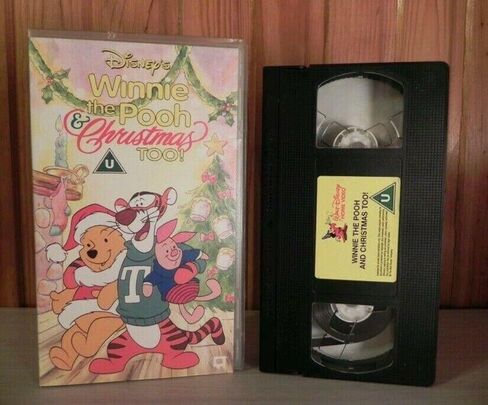 Disney's
Winnie
the Pooh
& Christmas
TOO!
U
T
Walt Disney
HOME VIDEO
WINNIE THE POOH
AND CHRISTMAS TOO!
U